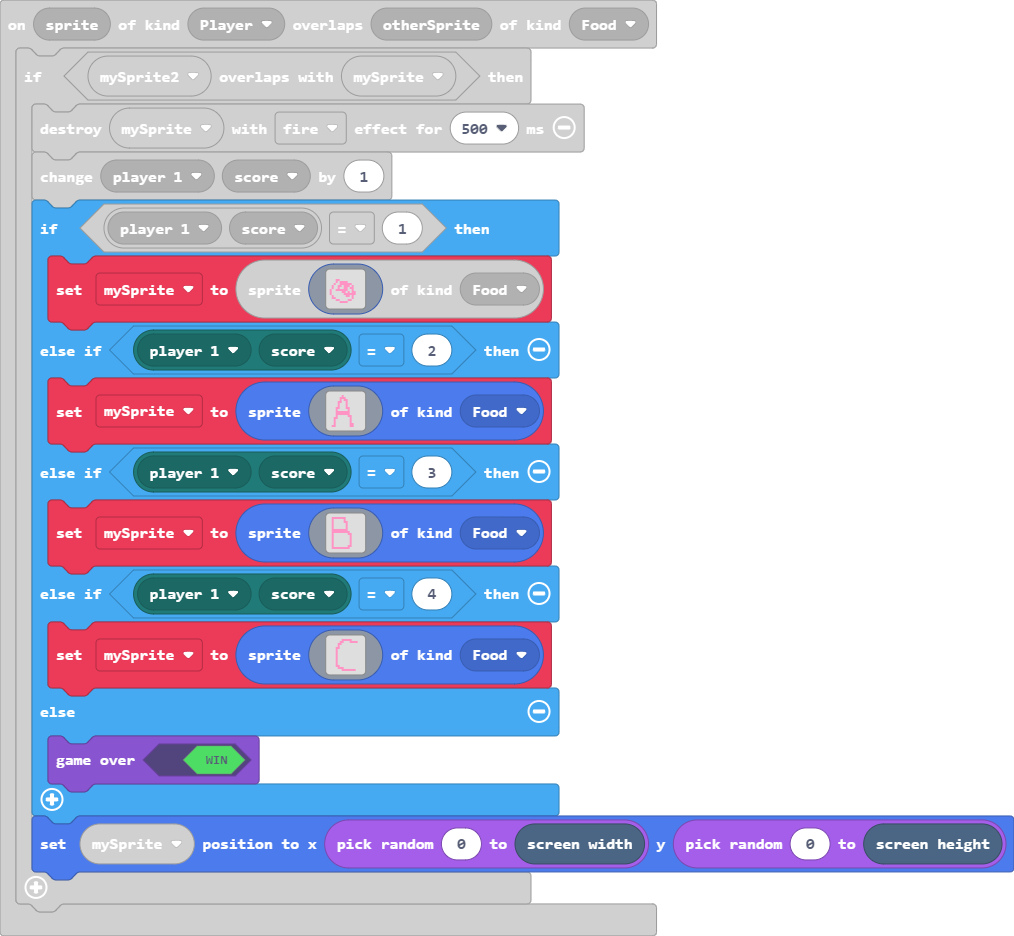 on sprite of kind Player overlaps otherSprite of kind Food
if mySprite2 overlaps with mySprite then
destroy mySprite with fire effect for 500 ms
change player 1 score by 1
if player 1 score = 1 then
set mySprite to sprite of kind Food
else if player 1 score = 2 then
set mySprite to sprite A of kind Food
else if player 1 score = 3 then
set mySprite to sprite B of kind Food
else if player 1 score = 4 then
set mySprite to sprite C of kind Food
else
game over WIN
set mySprite position to x pick random 0 to screen width y pick random 0 to screen height